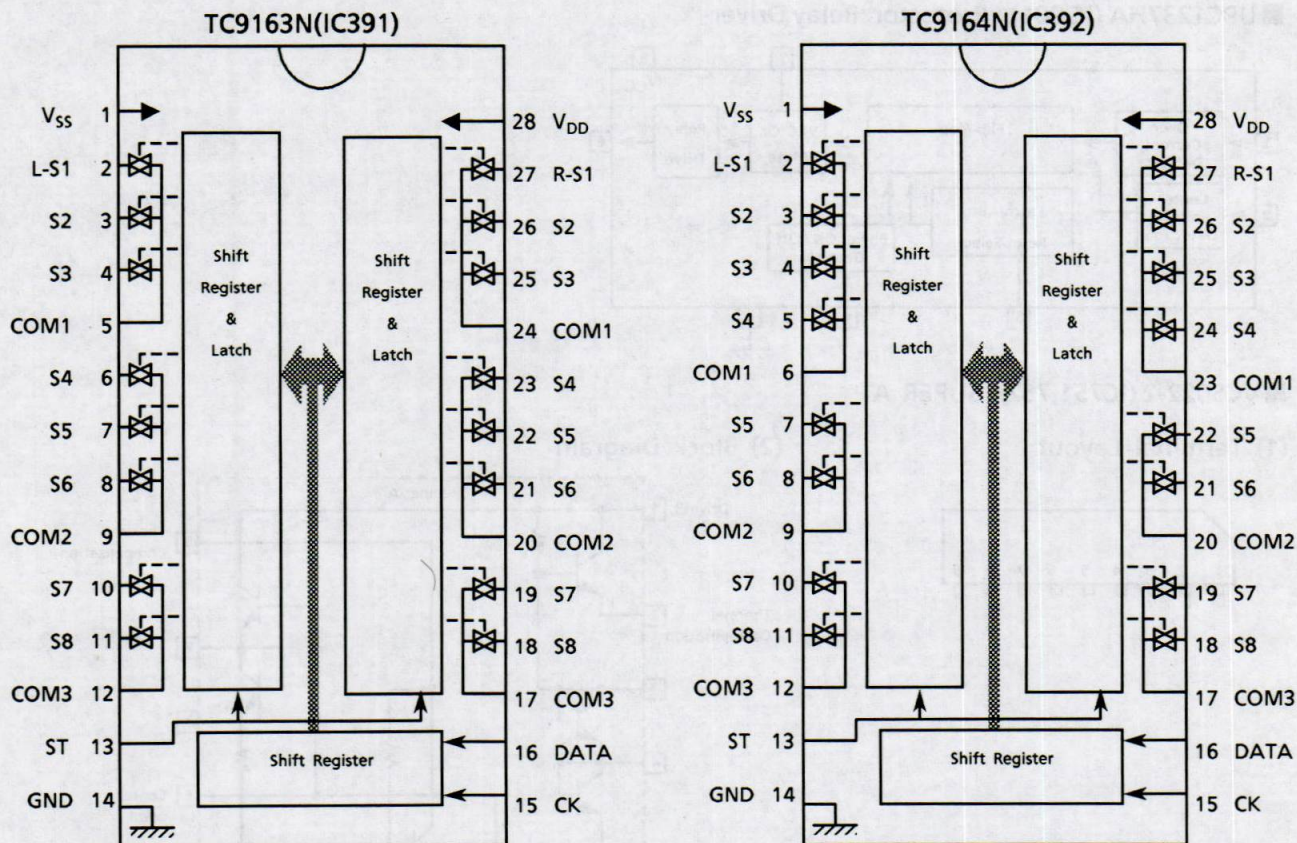 TC9163N(IC391)
VSS 1
L-S1 2
S2 3
S3 4
COM1 5
S4 6
S5 7
S6 8
COM2 9
S7 10
S8 11
COM3 12
ST 13
GND 14
Shift
Register
&
Latch
Shift
Register
&
Latch
Shift Register
28 VDD
27 R-S1
26 S2
25 S3
24 COM1
23 S4
22 S5
21 S6
20 COM2
19 S7
18 S8
17 COM3
16 DATA
15 CK
TC9164N(IC392)
VSS 1
L-S1 2
S2 3
S3 4
S4 5
COM1 6
S5 7
S6 8
COM2 9
S7 10
S8 11
COM3 12
ST 13
GND 14
Shift
Register
&
Latch
Shift
Register
&
Latch
Shift Register
28 VDD
27 R-S1
26 S2
25 S3
24 S4
23 COM1
22 S5
21 S6
20 COM2
19 S7
18 S8
17 COM3
16 DATA
15 CK